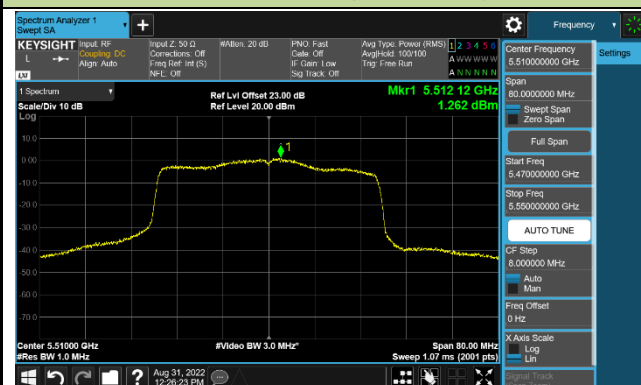 Spectrum Analyzer 1
Swept SA
Frequency
KEYSIGHT
L
LXI
Input: RF
Coupling: DC
Align: Auto
Input Z: 50 Ω
Corrections: Off
Freq Ref: Int (S)
NFE: Off
#Atten: 20 dB
PNO: Fast
Gate: Off
IF Gain: Low
Sig Track: Off
Avg Type: Power (RMS)
Avg|Hold: 100/100
Trig: Free Run
1 2 3 4 5 6
A W W W W W
A N N N N N
1 Spectrum
Scale/Div 10 dB
Log
Ref Lvl Offset 23.00 dB
Ref Level 20.00 dBm
Mkr1 5.512 12 GHz
1.262 dBm
1
10.0
0.00
-10.0
-20.0
-30.0
-40.0
-50.0
-60.0
-70.0
Center 5.51000 GHz
#Res BW 1.0 MHz
#Video BW 3.0 MHz*
Span 80.00 MHz
Sweep 1.07 ms (2001 pts)
Aug 31, 2022
12:26:23 PM
Center Frequency
5.510000000 GHz
Settings
Span
80.0000000 MHz
Swept Span
Zero Span
Full Span
Start Freq
5.470000000 GHz
Stop Freq
5.550000000 GHz
AUTO TUNE
CF Step
8.000000 MHz
Auto
Man
Freq Offset
0 Hz
X Axis Scale
Log
Lin
Signal Track